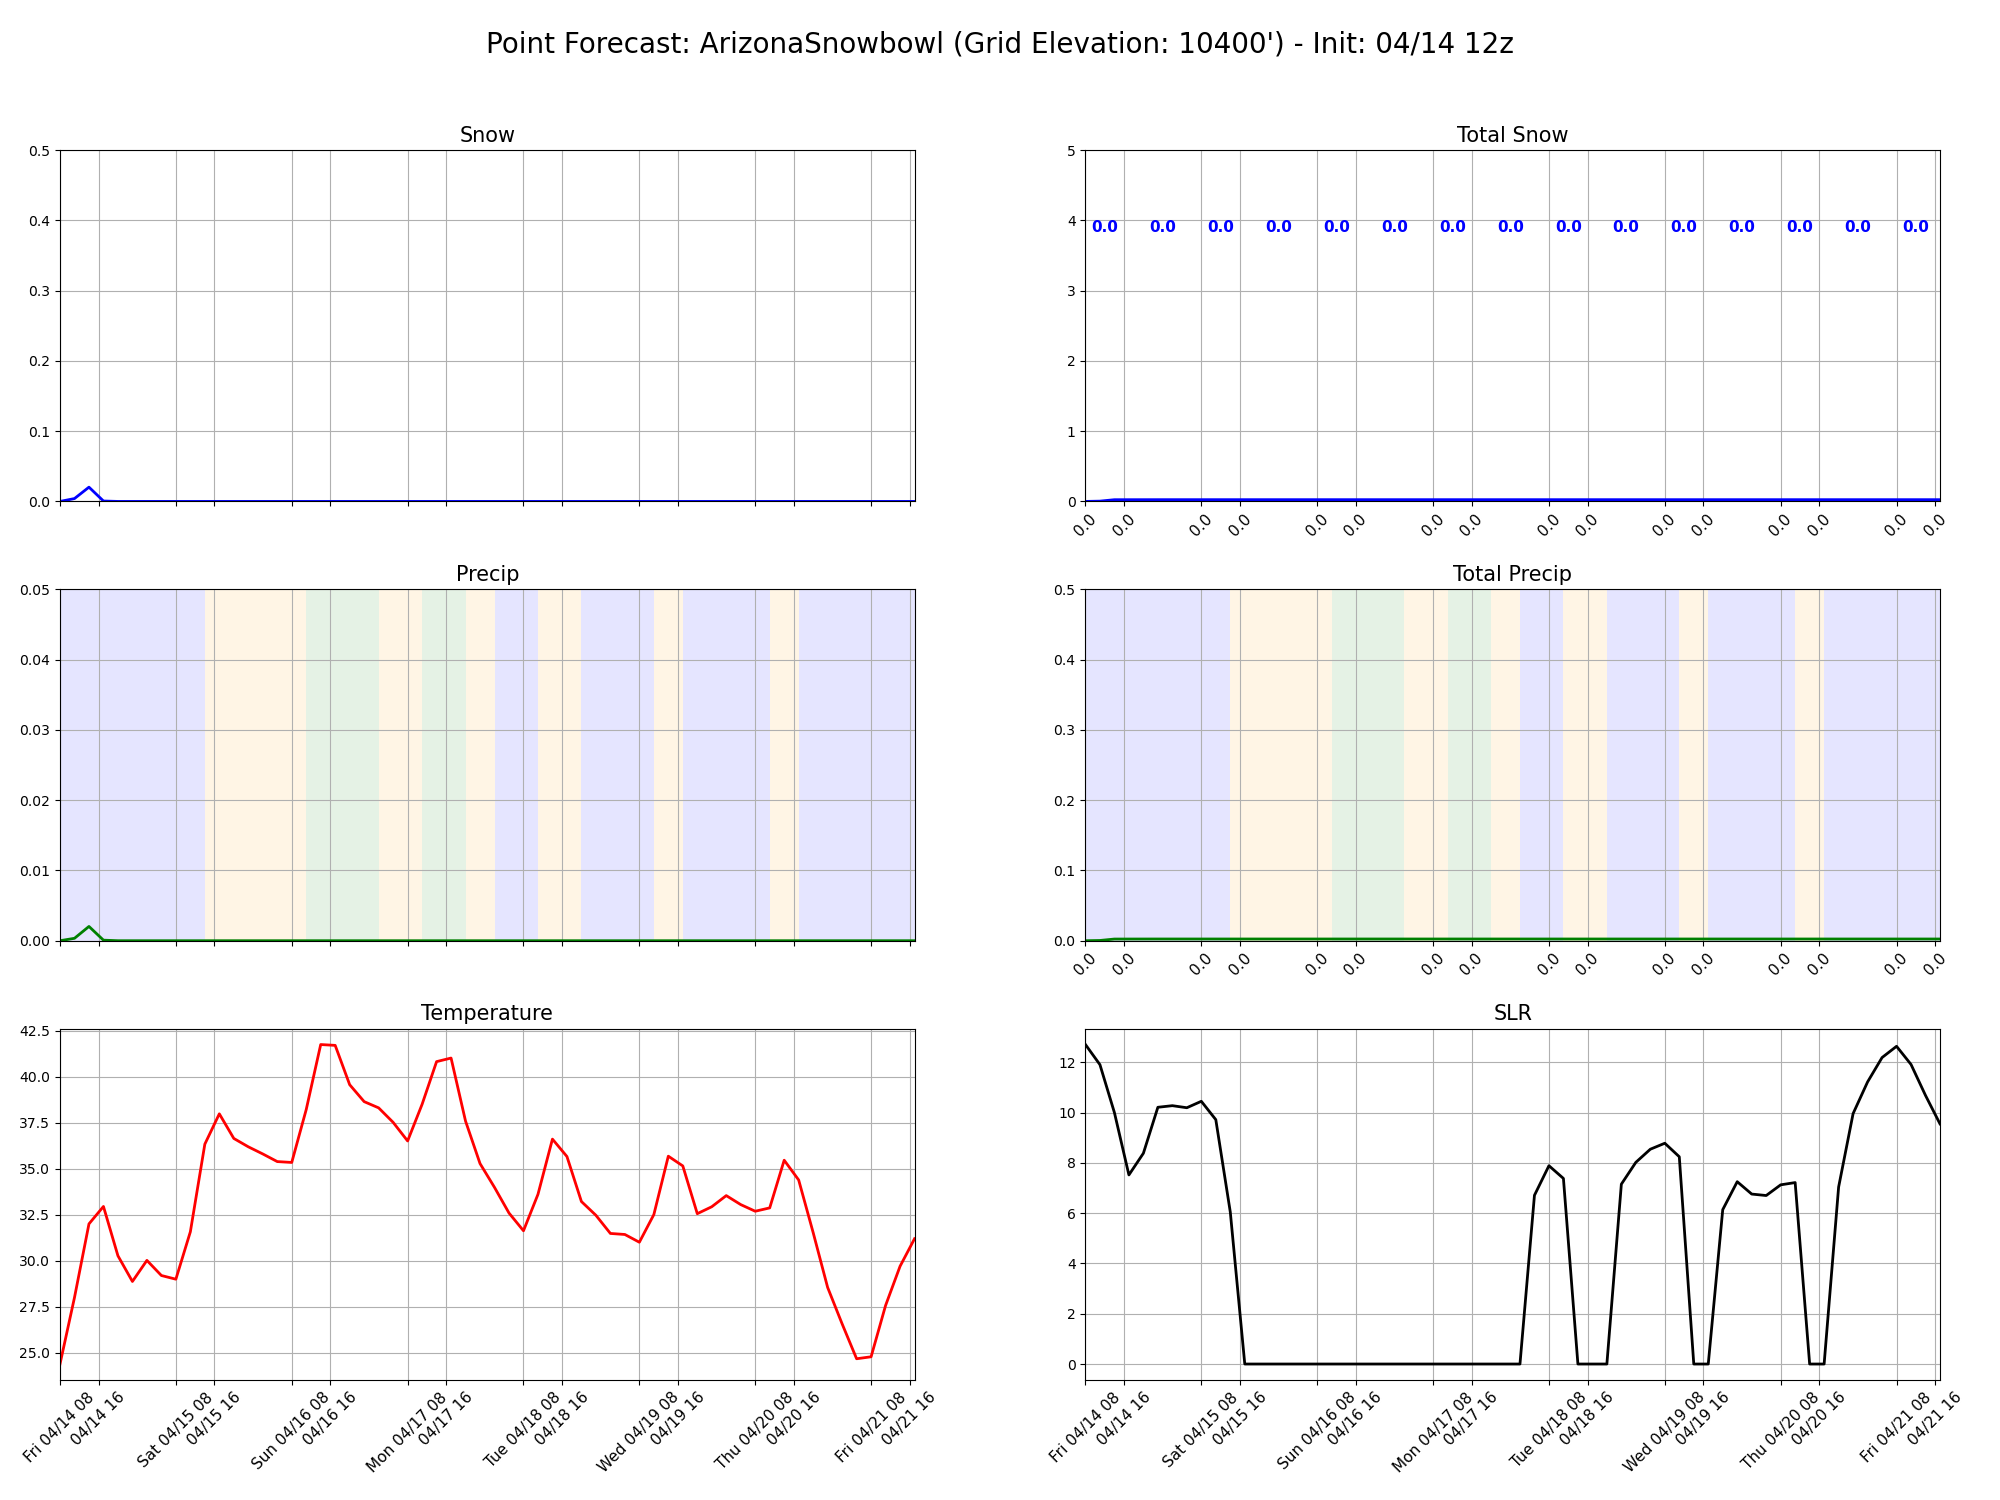 Point Forecast: ArizonaSnowbowl (Grid Elevation: 10400') - Init: 04/14 12z
Snow
0.5
0.4
0.3
0.2
0.1
0.0
Total Snow
5
4
3
2
1
0
0.0 0.0 0.0 0.0 0.0 0.0 0.0 0.0 0.0 0.0 0.0 0.0 0.0 0.0 0.0
0.0 0.0 0.0 0.0 0.0 0.0 0.0 0.0 0.0 0.0 0.0 0.0 0.0 0.0 0.0 0.0
Precip
0.05
0.04
0.03
0.02
0.01
0.00
Total Precip
0.5
0.4
0.3
0.2
0.1
0.0
0.0 0.0 0.0 0.0 0.0 0.0 0.0 0.0 0.0 0.0 0.0 0.0 0.0 0.0 0.0 0.0
Temperature
42.5
40.0
37.5
35.0
32.5
30.0
27.5
25.0
Fri 04/14 08
04/14 16
Sat 04/15 08
04/15 16
Sun 04/16 08
04/16 16
Mon 04/17 08
04/17 16
Tue 04/18 08
04/18 16
Wed 04/19 08
04/19 16
Thu 04/20 08
04/20 16
Fri 04/21 08
04/21 16
SLR
12
10
8
6
4
2
0
Fri 04/14 08
04/14 16
Sat 04/15 08
04/15 16
Sun 04/16 08
04/16 16
Mon 04/17 08
04/17 16
Tue 04/18 08
04/18 16
Wed 04/19 08
04/19 16
Thu 04/20 08
04/20 16
Fri 04/21 08
04/21 16